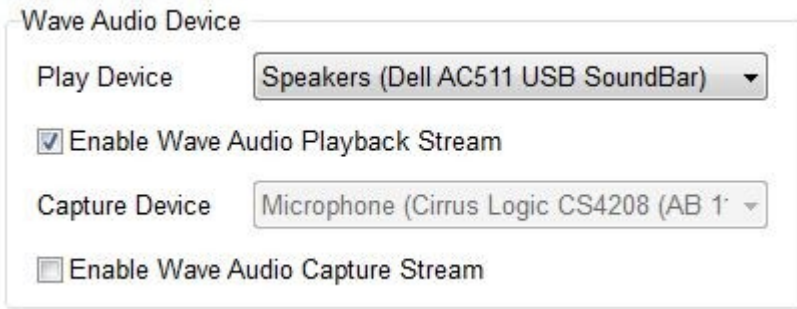 Wave Audio Device
Play Device Speakers (Dell AC511 USB SoundBar)
Enable Wave Audio Playback Stream
Capture Device Microphone (Cirrus Logic CS4208 (AB
Enable Wave Audio Capture Stream